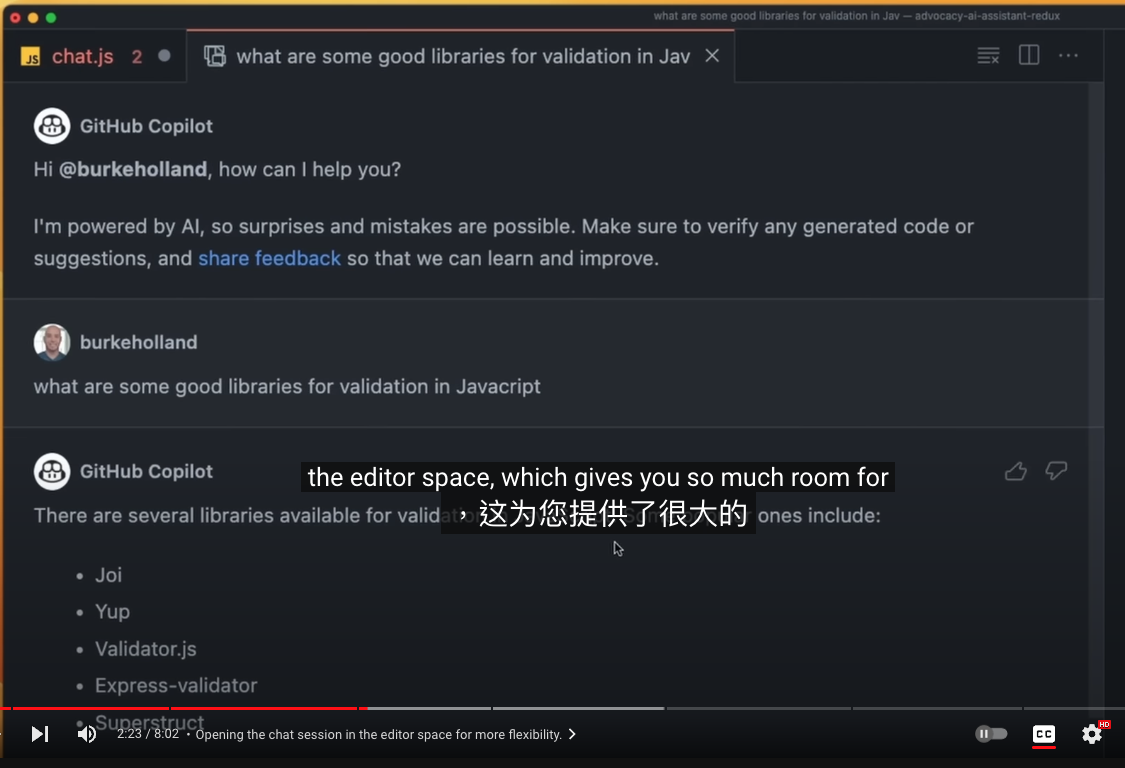 what are some good libraries for validation in Jav — advocacy-ai-assistant-redux
JS chat.js 2 what are some good libraries for validation in Jav
GitHub Copilot
Hi @burkeholland, how can I help you?
I'm powered by AI, so surprises and mistakes are possible. Make sure to verify any generated code or
suggestions, and share feedback so that we can learn and improve.
burkeholland
what are some good libraries for validation in Javacript
GitHub Copilot
the editor space, which gives you so much room for
，这为您提供了很大的
There are several libraries available for ones include:
Joi
Yup
Validator.js
Express-validator
Superstruct
2:23 / 8:02 • Opening the chat session in the editor space for more flexibility.
CC
HD